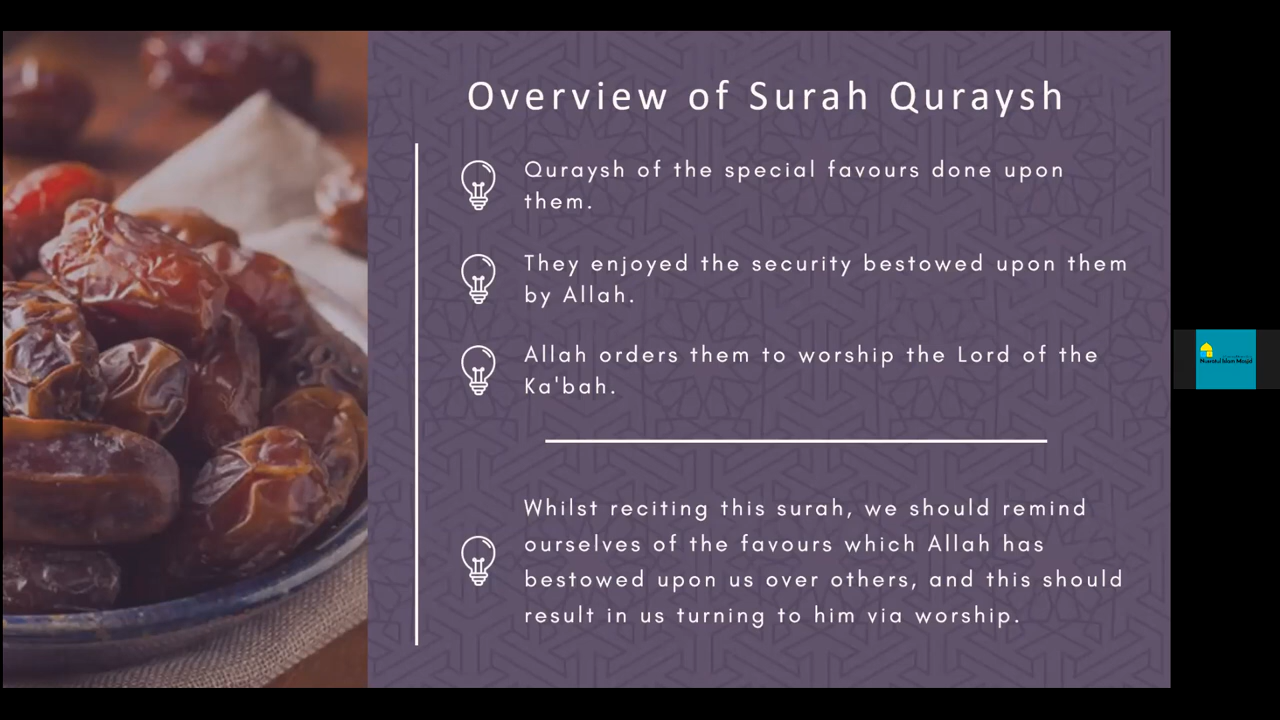 Overview of Surah Quraysh
Quraysh of the special favours done upon
them.
They enjoyed the security bestowed upon them
by Allah.
Allah orders them to worship the Lord of the
Ka'bah.
Whilst reciting this surah, we should remind
ourselves of the favours which Allah has
bestowed upon us over others, and this should
result in us turning to him via worship.
Nusratul Islam Masjid